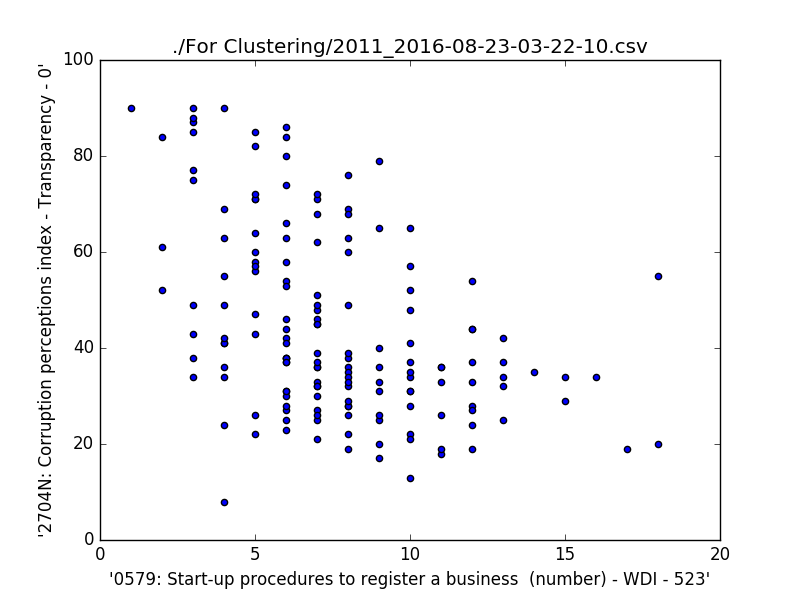 ./For Clustering/2011_2016-08-23-03-22-10.csv
'2704N: Corruption perceptions index - Transparency - 0'
100
80
60
40
20
0
0 5 10 15 20
'0579: Start-up procedures to register a business  (number) - WDI - 523'